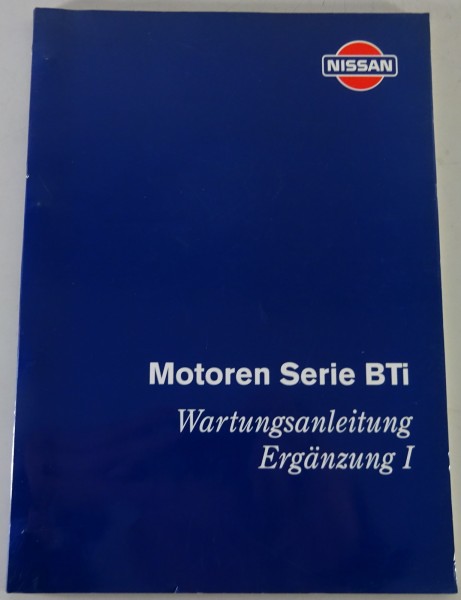 NISSAN
Motoren Serie BTi
Wartungsanleitung
Ergänzung I